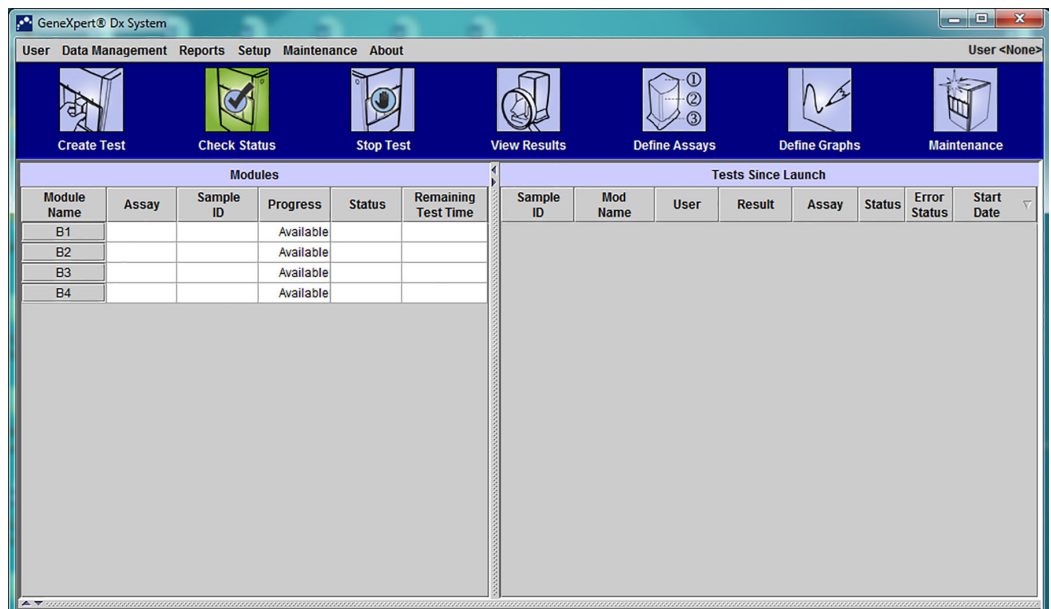 GeneXpert® Dx System
User Data Management Reports Setup Maintenance About User <None>
Create Test Check Status Stop Test View Results Define Assays Define Graphs Maintenance
① 
②
③
Modules
Module Name Assay Sample ID Progress Status Remaining Test Time
B1 Available
B2 Available
B3 Available
B4 Available
Tests Since Launch
Sample ID Mod Name User Result Assay Status Error Status Start Date